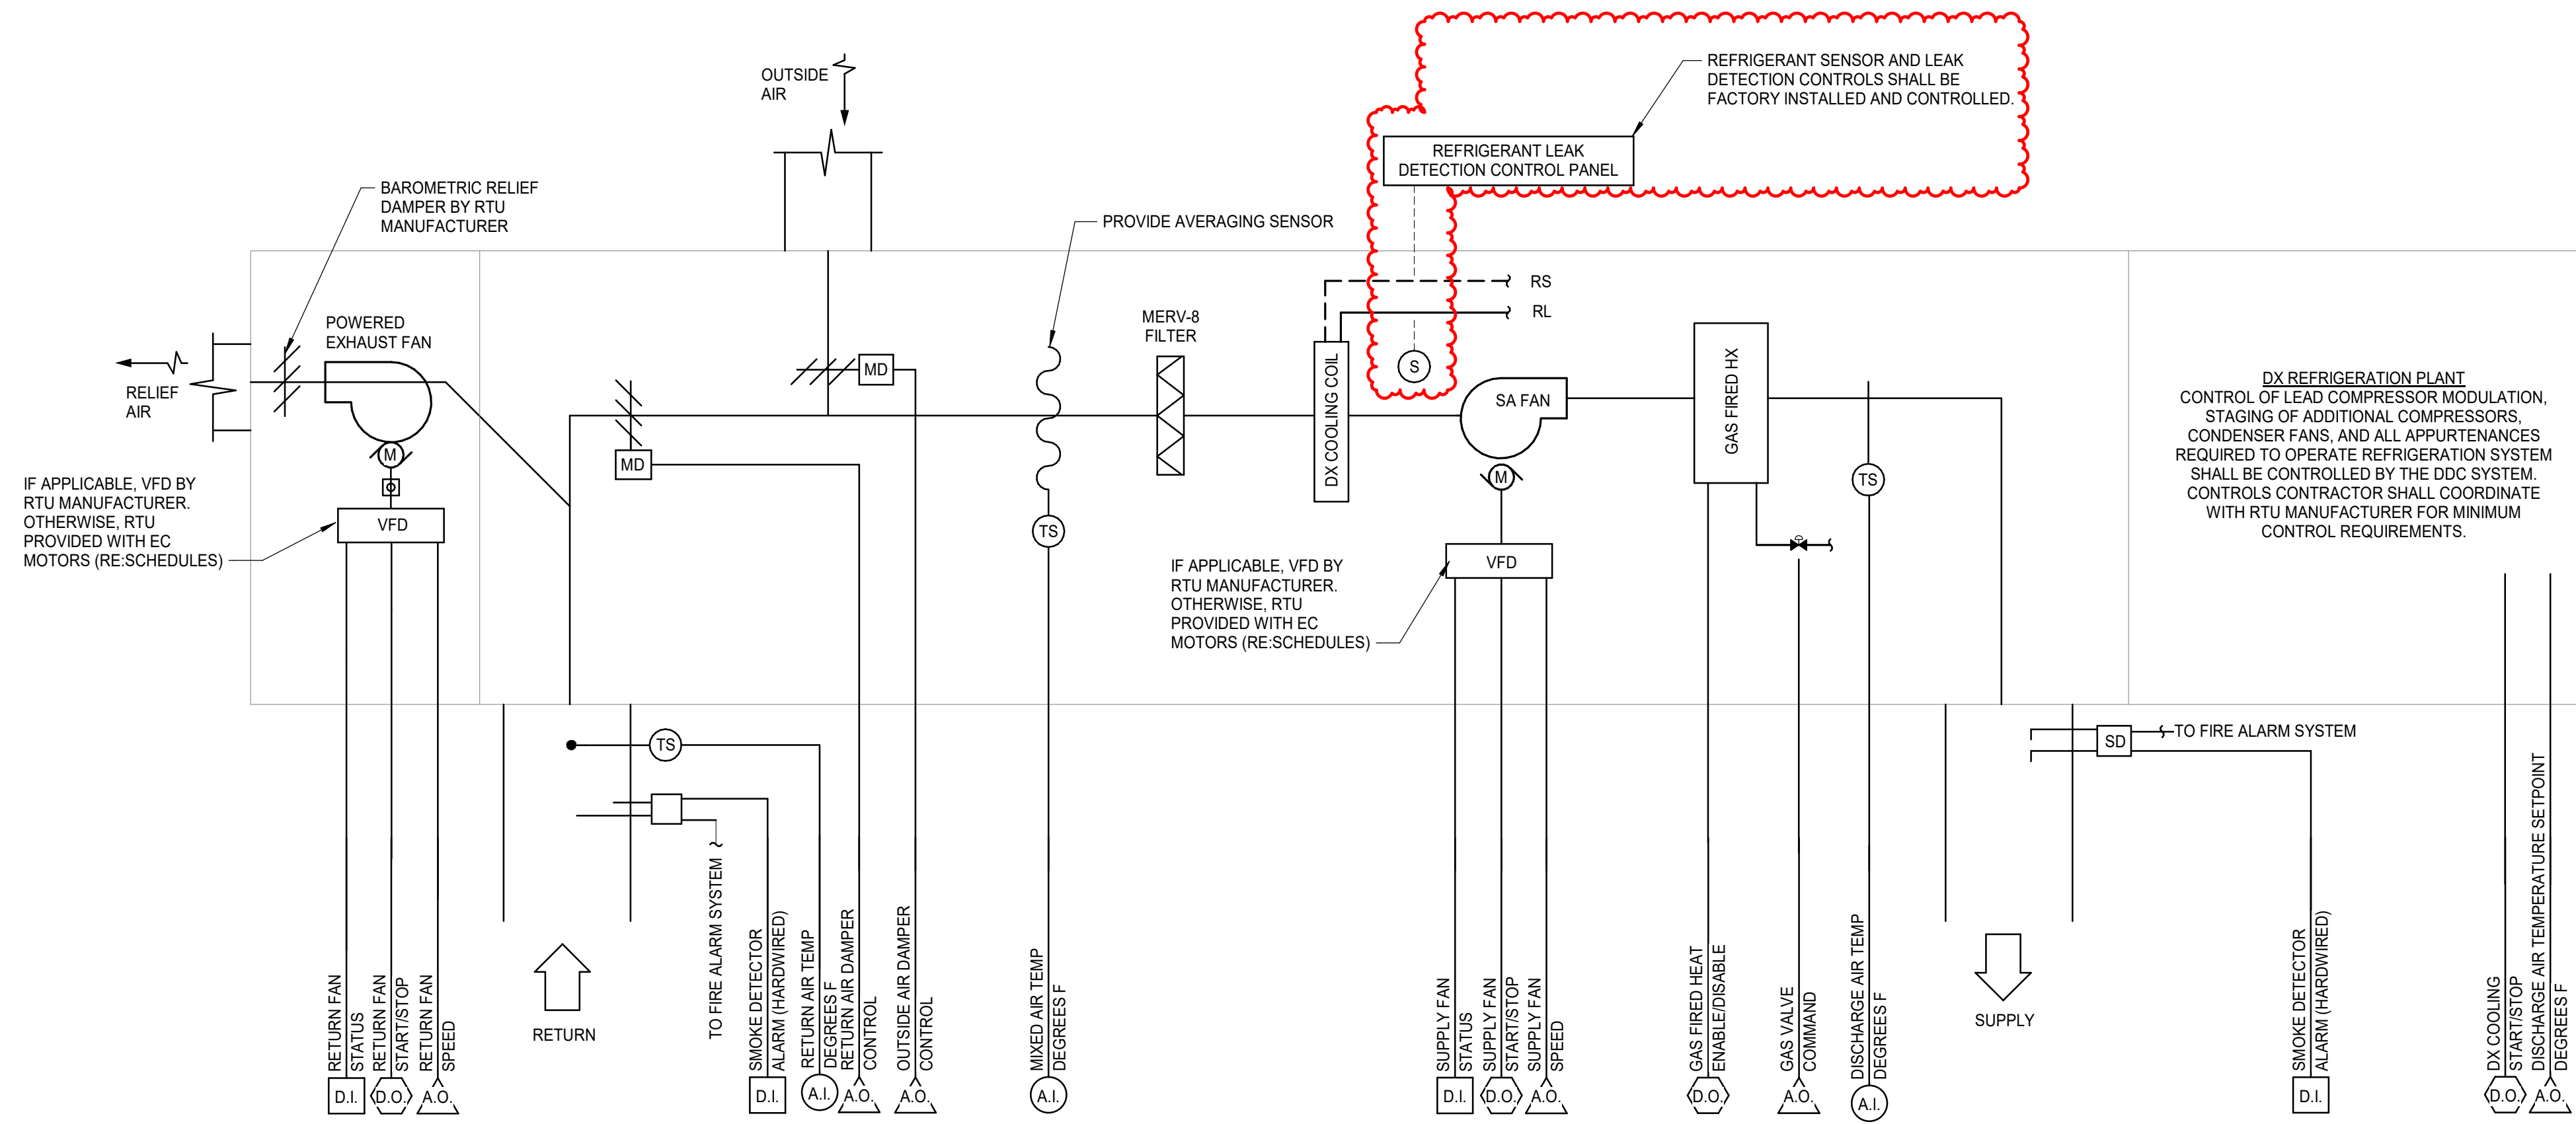 REFRIGERANT SENSOR AND LEAK
DETECTION CONTROLS SHALL BE
FACTORY INSTALLED AND CONTROLLED.
OUTSIDE
AIR
REFRIGERANT LEAK
DETECTION CONTROL PANEL
BAROMETRIC RELIEF
DAMPER BY RTU
MANUFACTURER
PROVIDE AVERAGING SENSOR
RS
RL
POWERED
EXHAUST FAN
MERV-8
FILTER
RELIEF
AIR
MD
MD
S
DX COOLING COIL
SA FAN
GAS FIRED HX
DX REFRIGERATION PLANT
CONTROL OF LEAD COMPRESSOR MODULATION,
STAGING OF ADDITIONAL COMPRESSORS,
CONDENSER FANS, AND ALL APPURTENANCES
REQUIRED TO OPERATE REFRIGERATION SYSTEM
SHALL BE CONTROLLED BY THE DDC SYSTEM.
CONTROLS CONTRACTOR SHALL COORDINATE
WITH RTU MANUFACTURER FOR MINIMUM
CONTROL REQUIREMENTS.
M
M
TS
TS
IF APPLICABLE, VFD BY
RTU MANUFACTURER.
OTHERWISE, RTU
PROVIDED WITH EC
MOTORS (RE:SCHEDULES)
VFD
IF APPLICABLE, VFD BY
RTU MANUFACTURER.
OTHERWISE, RTU
PROVIDED WITH EC
MOTORS (RE:SCHEDULES)
VFD
TS
SD
TO FIRE ALARM SYSTEM
RETURN
SUPPLY
RETURN FAN
STATUS
RETURN FAN
START/STOP
RETURN FAN
SPEED
TO FIRE ALARM SYSTEM
SMOKE DETECTOR
ALARM (HARDWIRED)
RETURN AIR TEMP
DEGREES F
RETURN AIR DAMPER
CONTROL
OUTSIDE AIR DAMPER
CONTROL
MIXED AIR TEMP
DEGREES F
SUPPLY FAN
STATUS
SUPPLY FAN
START/STOP
SUPPLY FAN
SPEED
GAS FIRED HEAT
ENABLE/DISABLE
GAS VALVE
COMMAND
DISCHARGE AIR TEMP
DEGREES F
SMOKE DETECTOR
ALARM (HARDWIRED)
DX COOLING
START/STOP
DISCHARGE AIR TEMPERATURE SETPOINT
DEGREES F
D.I.
D.O.
A.O.
D.I.
A.I.
A.O.
A.O.
A.I.
D.I.
D.O.
A.O.
D.O.
A.O.
A.I.
D.I.
D.O.
A.O.